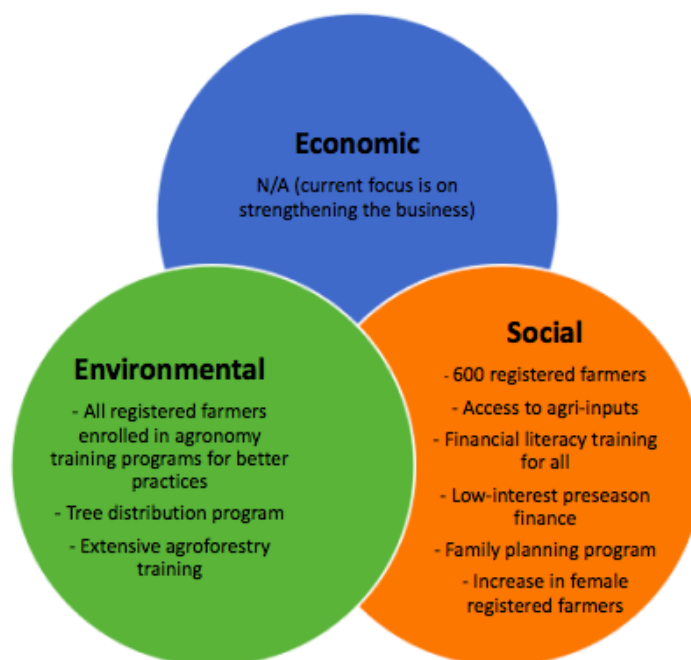 Economic
N/A (current focus is on
strengthening the business)
Environmental
- All registered farmers
enrolled in agronomy
training programs for better
practices
- Tree distribution program
- Extensive agroforestry
training
Social
- 600 registered farmers
- Access to agri-inputs
- Financial literacy training
for all
- Low-interest preseason
finance
- Family planning program
- Increase in female
registered farmers